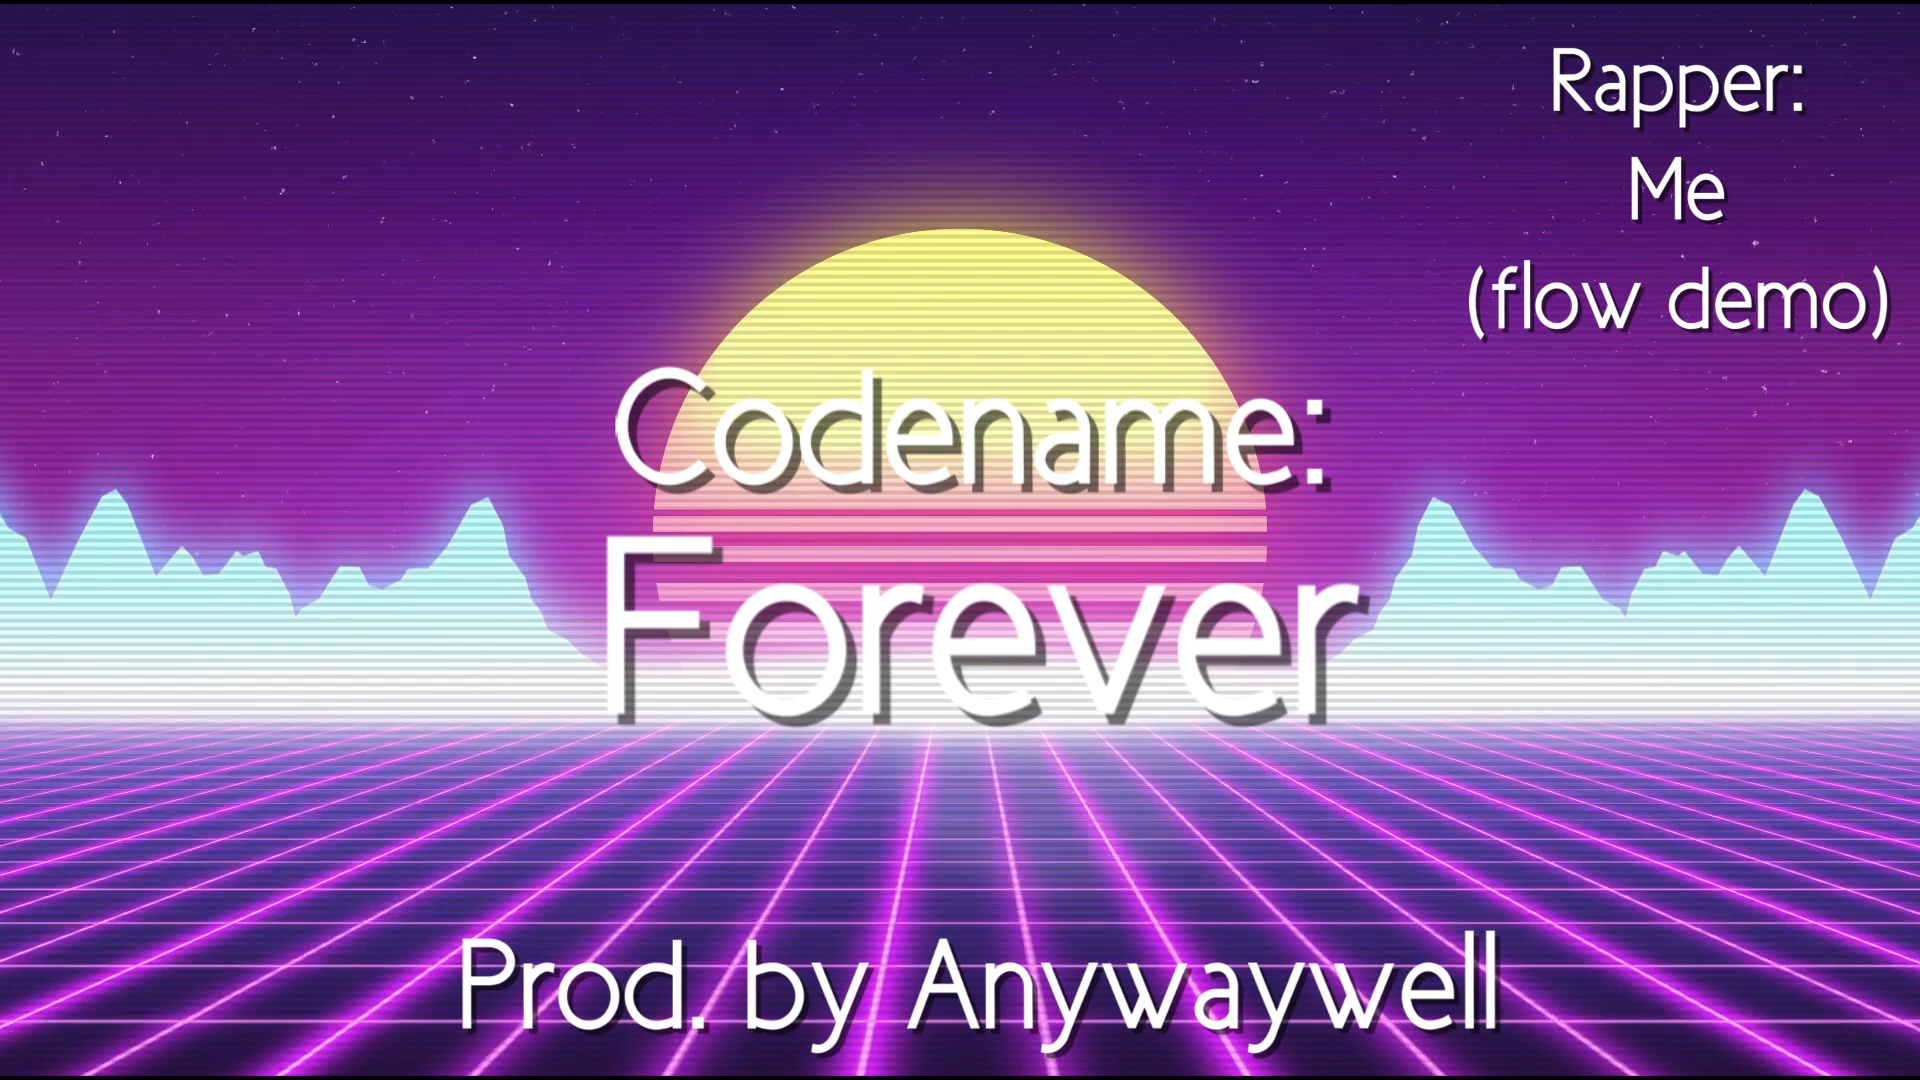 Rapper:
Me
(flow demo)
Codename:
Forever
Prod. by Anywaywell